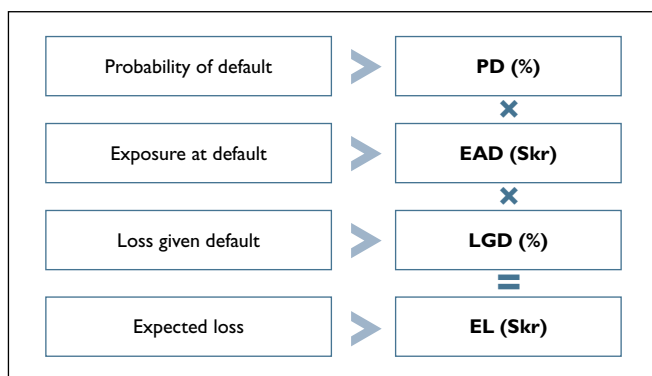 Probability of default > PD (%)
×
Exposure at default > EAD (Skr)
×
Loss given default > LGD (%)
=
Expected loss > EL (Skr)